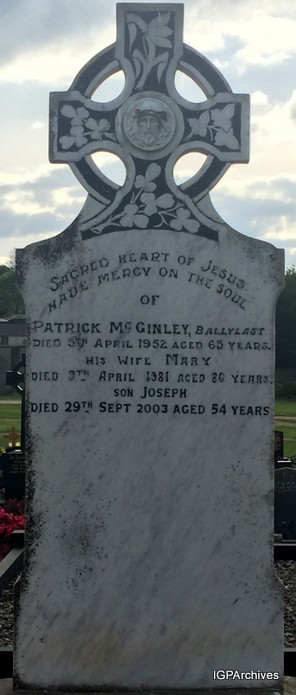 SACRED HEART OF JESUS
HAVE MERCY ON THE SOUL
OF
PATRICK McGINLEY, BALLYLAST
DIED 5TH APRIL 1952 AGED 65 YEARS.
HIS WIFE MARY
DIED 9TH APRIL 1981 AGED 86 YEARS.
SON JOSEPH
DIED 29TH SEPT 2003 AGED 54 YEARS
IGPArchives